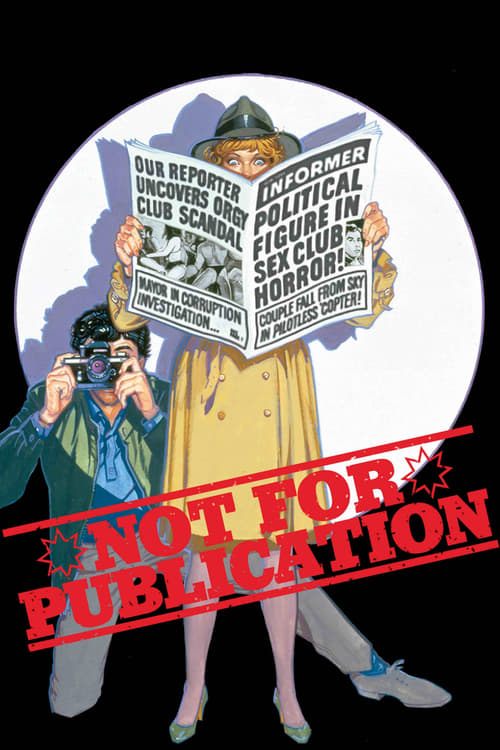 OUR REPORTER
UNCOVERS ORGY
CLUB SCANDAL
MAYOR IN CORRUPTION
INVESTIGATION...
INFORMER
POLITICAL
FIGURE IN
SEX CLUB
HORROR!
COUPLE FALL FROM SKY
IN PILOTLESS 'COPTER!
NOT FOR
PUBLICATION